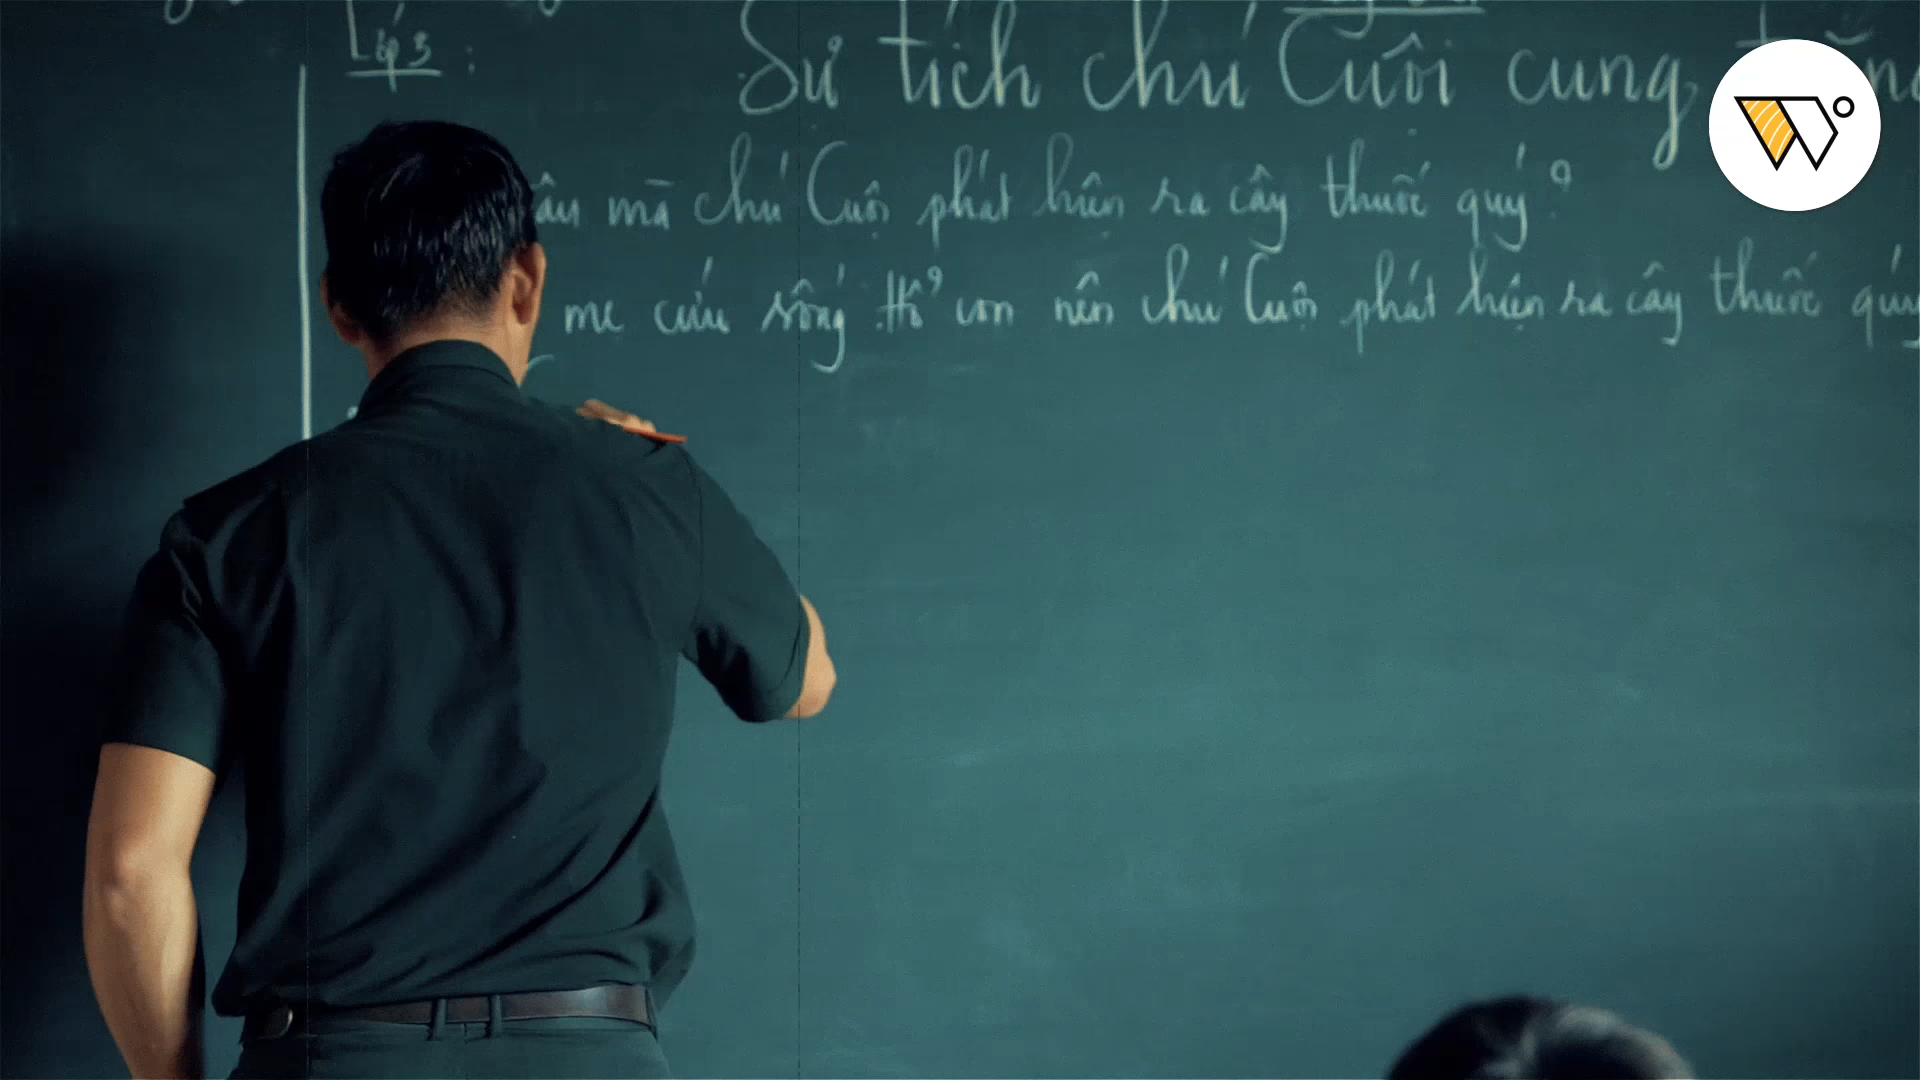 Lớp 3 :
Sự tích chú Cuội cung
mà chú Cuội phát hiện ra cây thuốc quý?
mẹ cứu sống hổ con nên chú Cuội phát hiện ra cây thuốc quý